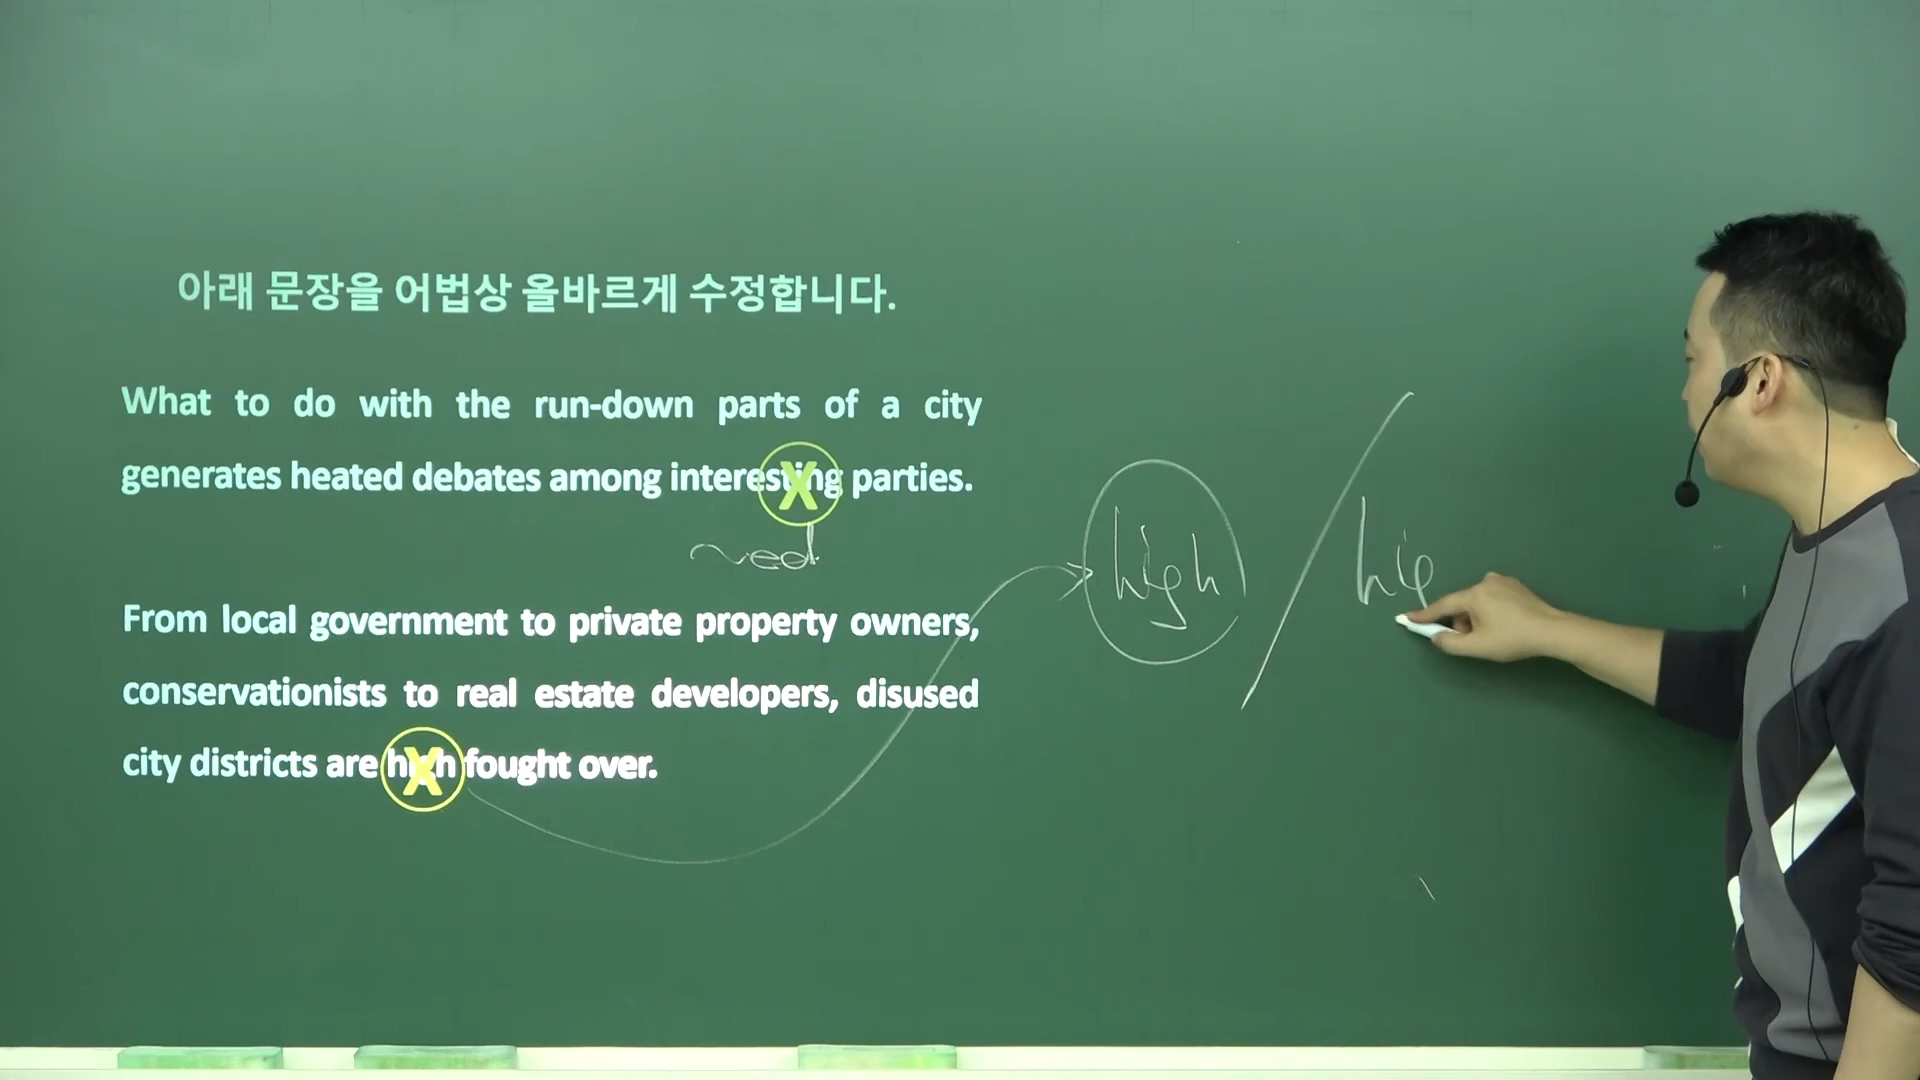 아래 문장을 어법상 올바르게 수정합니다.
What to do with the run-down parts of a city
generates heated debates among interesting parties.
X
~ed
From local government to private property owners,
conservationists to real estate developers, disused
city districts are high fought over.
X
high / hig